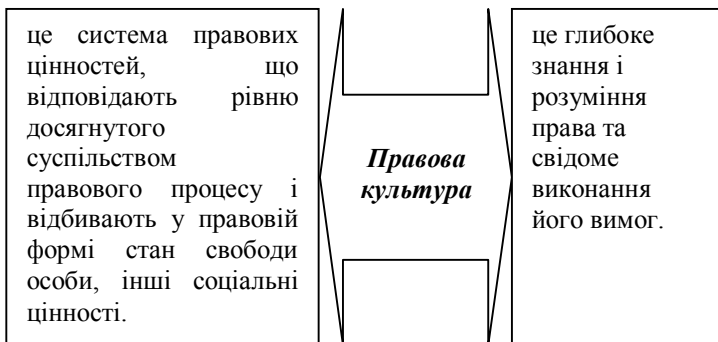 це система правових
цінностей, що
відповідають рівню
досягнутого
суспільством
правового процесу і
відбивають у правовій
формі стан свободи
особи, інші соціальні
цінності.
Правова
культура
це глибоке
знання і
розуміння
права та
свідоме
виконання
його вимог.